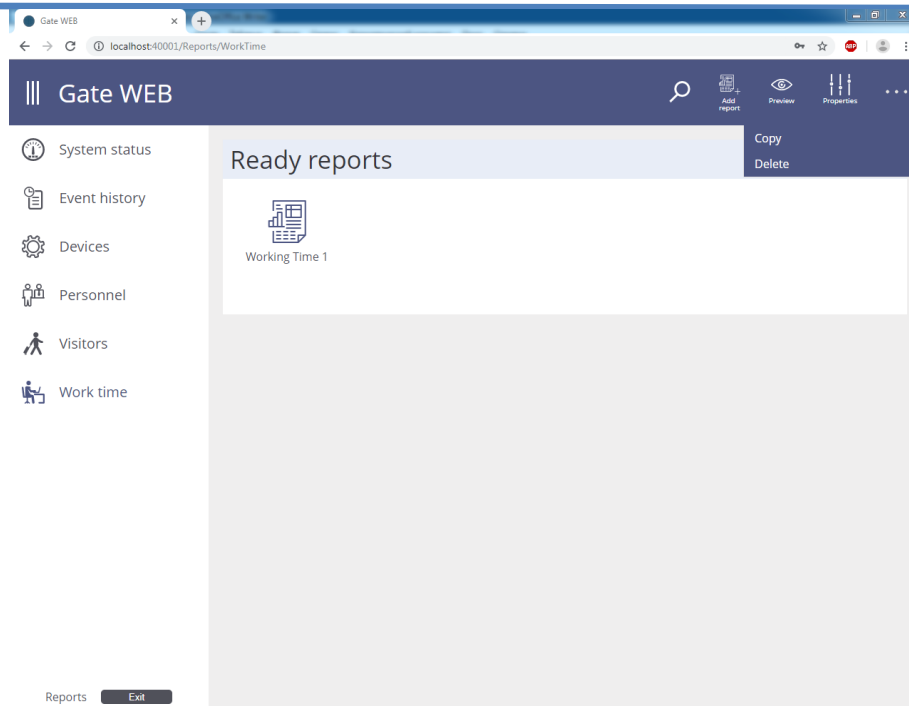 Gate WEB
localhost:40001/Reports/WorkTime
ABP
Gate WEB
Add
report
Preview
Properties
Copy
Delete
System status
Event history
Devices
Personnel
Visitors
Work time
Ready reports
Working Time 1
Reports
Exit